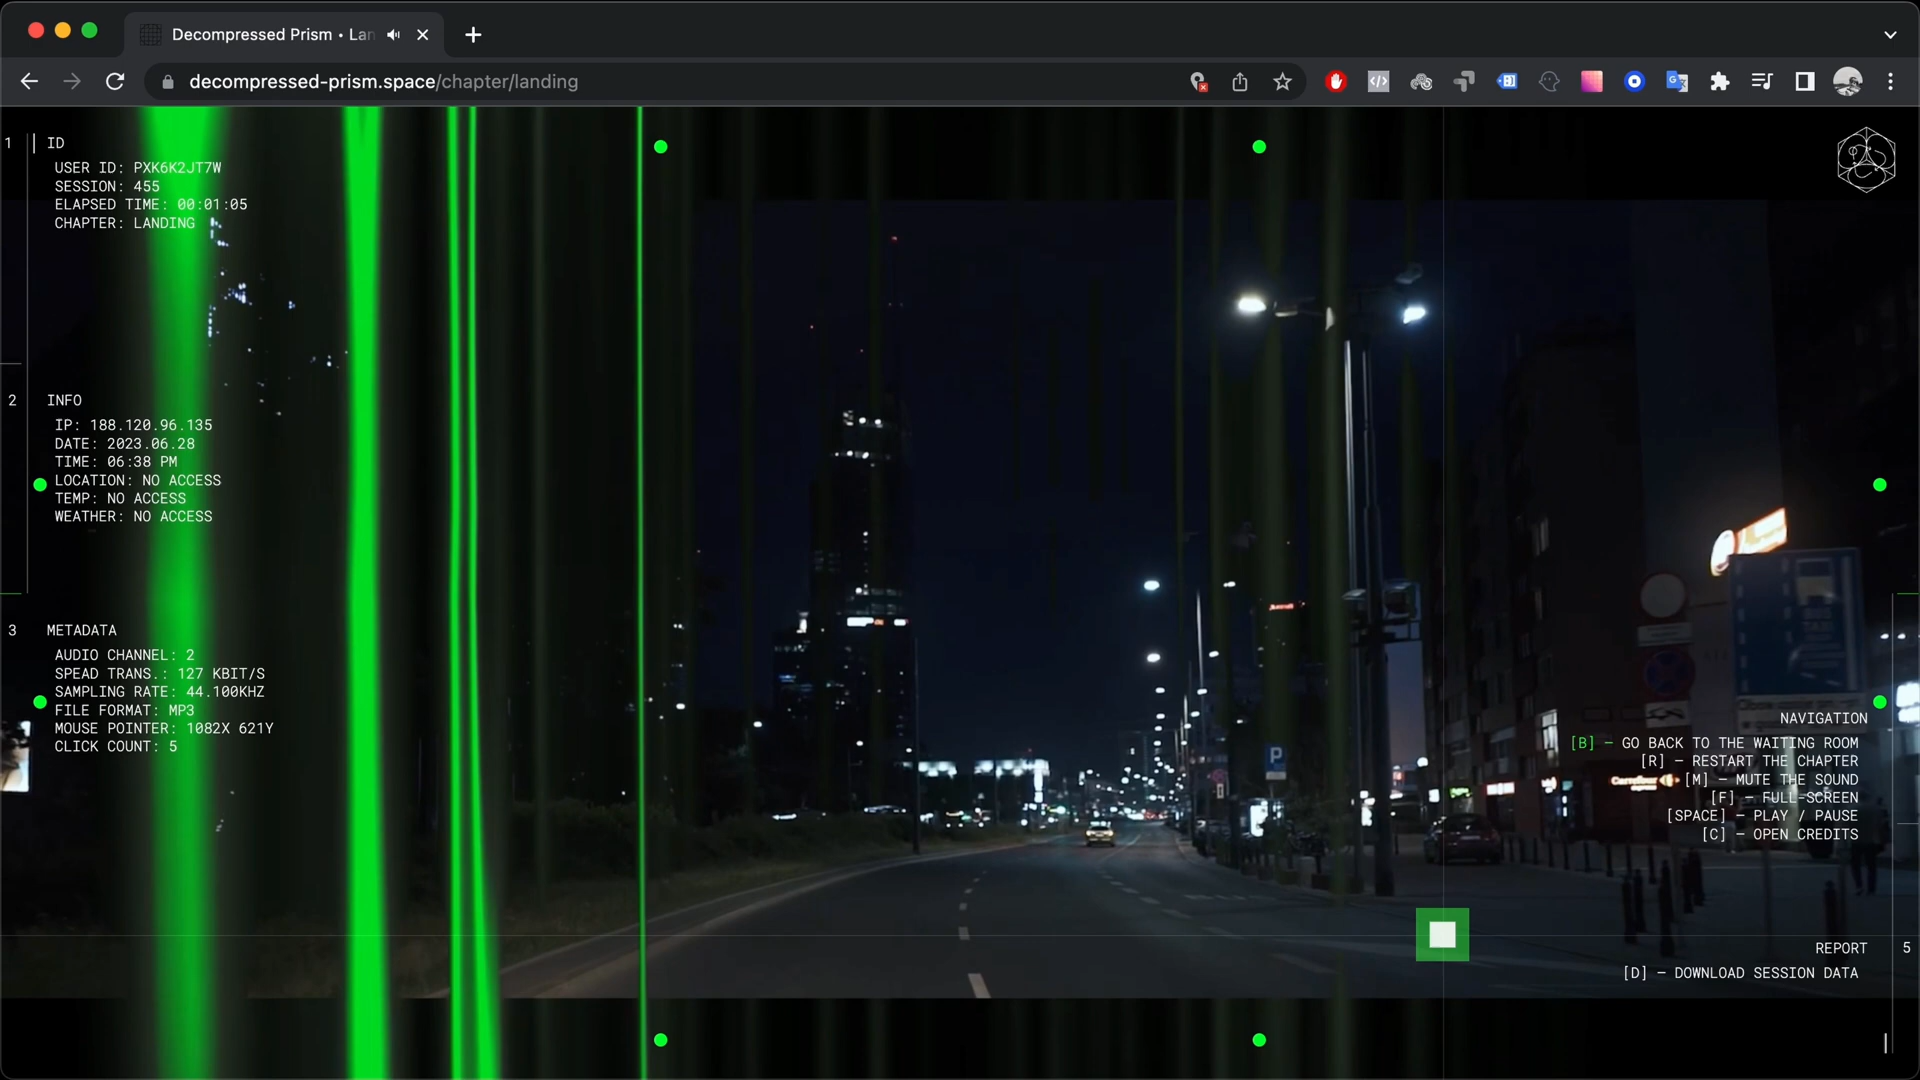 Decompressed Prism • Lan
decompressed-prism.space/chapter/landing
1
ID
USER ID: PXK6K2JT7W
SESSION: 455
ELAPSED TIME: 00:01:05
CHAPTER: LANDING
2
INFO
IP: 188.120.96.135
DATE: 2023.06.28
TIME: 06:38 PM
LOCATION: NO ACCESS
TEMP: NO ACCESS
WEATHER: NO ACCESS
3
METADATA
AUDIO CHANNEL: 2
SPEAD TRANS.: 127 KBIT/S
SAMPLING RATE: 44.100KHZ
FILE FORMAT: MP3
MOUSE POINTER: 1082X 621Y
CLICK COUNT: 5
P
Carrefour
NAVIGATION
[B] — GO BACK TO THE WAITING ROOM
[R] — RESTART THE CHAPTER
[M] — MUTE THE SOUND
[F] — FULL-SCREEN
[SPACE] — PLAY / PAUSE
[C] — OPEN CREDITS
REPORT
5
[D] — DOWNLOAD SESSION DATA